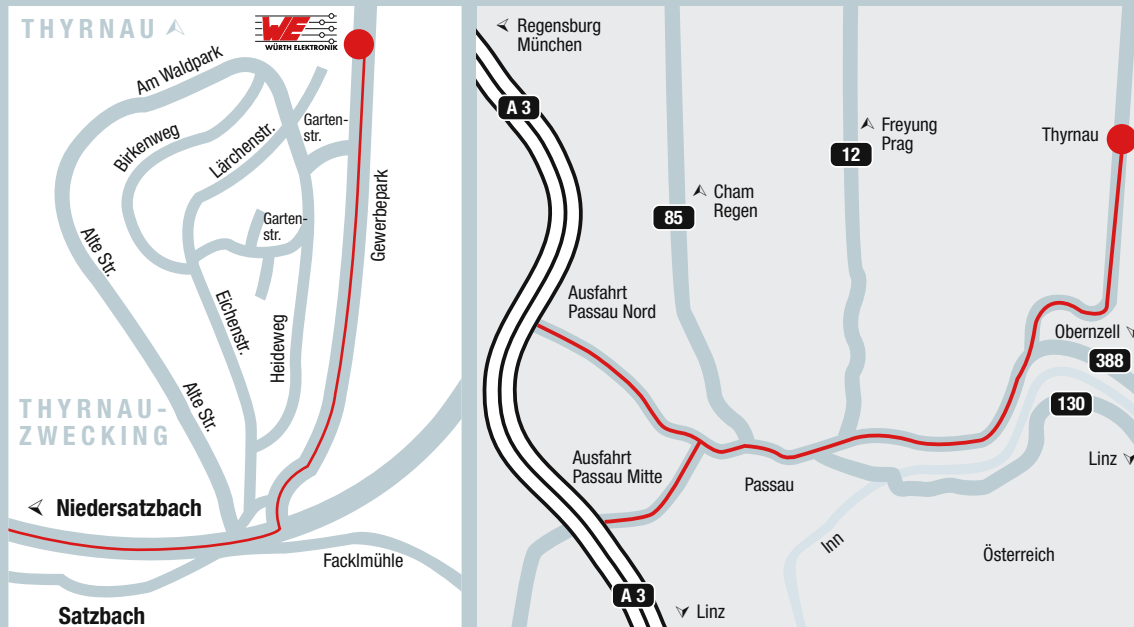 THYRNAU
WE
WÜRTH ELEKTRONIK
Am Waldpark
Birkenweg
Lärchenstr.
Garten-
str.
Garten-
str.
Gewerbepark
Alte Str.
Eichenstr.
Heideweg
Alte Str.
THYRNAU-
ZWECKING
Niedersatzbach
Facklmühle
Satzbach
Regensburg
München
A 3
Freyung
Prag
12
Thyrnau
Cham
Regen
85
Ausfahrt
Passau Nord
Obernzell
388
130
Ausfahrt
Passau Mitte
Passau
Linz
Inn
Österreich
A 3
Linz